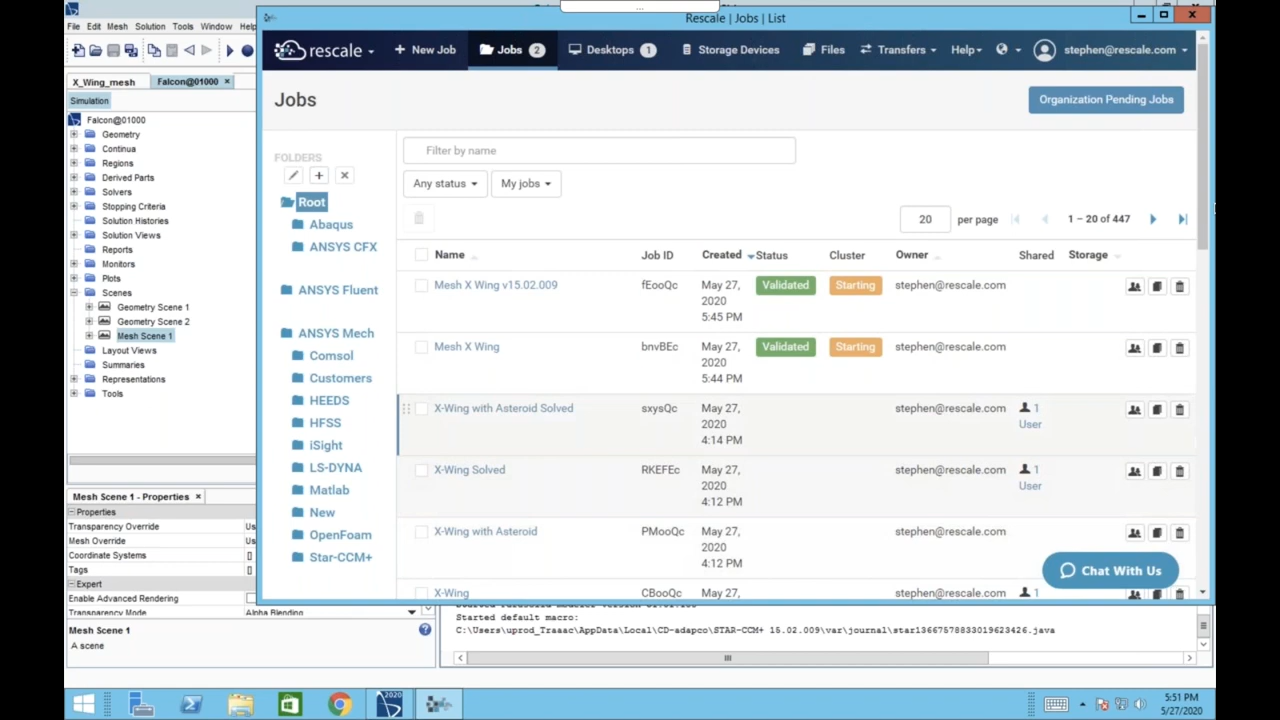 ...
Rescale | Jobs | List
File Edit Mesh Solution Tools Window Help
rescale
New Job
Jobs 2
Desktops 1
Storage Devices
Files
Transfers
Help
stephen@rescale.com
X_Wing_mesh
Falcon@01000
Simulation
Falcon@01000
Geometry
Continua
Regions
Derived Parts
Solvers
Stopping Criteria
Solution Histories
Solution Views
Reports
Monitors
Plots
Scenes
Geometry Scene 1
Geometry Scene 2
Mesh Scene 1
Layout Views
Summaries
Representations
Tools
Mesh Scene 1 - Properties
Properties
Transparency Override
Mesh Override
Coordinate Systems []
Tags []
Expert
Enable Advanced Rendering
Transparency Mode Alpha Blending
Mesh Scene 1
A scene
Jobs
Organization Pending Jobs
FOLDERS
Root
Abaqus
ANSYS CFX
ANSYS Fluent
ANSYS Mech
Comsol
Customers
HEEDS
HFSS
iSight
LS-DYNA
Matlab
New
OpenFoam
Star-CCM+
Filter by name
Any status
My jobs
20 per page 1 – 20 of 447
Name Job ID Created Status Cluster Owner Shared Storage
Mesh X Wing v15.02.009 fEooQc May 27, 2020 5:45 PM Validated Starting stephen@rescale.com
Mesh X Wing bnvBEc May 27, 2020 5:44 PM Validated Starting stephen@rescale.com
X-Wing with Asteroid Solved sxysQc May 27, 2020 4:14 PM stephen@rescale.com 1 User
X-Wing Solved RKEFEc May 27, 2020 4:12 PM stephen@rescale.com 1 User
X-Wing with Asteroid PMooQc May 27, 2020 4:12 PM stephen@rescale.com
X-Wing CBooQc May 27, stephen@rescale.com 1
Chat With Us
Started default macro:
C:\Users\uprod_Traaac\AppData\Local\CD-adapco\STAR-CCM+ 15.02.009\var\journal\star13667578833019623426.java
2020
5:51 PM
5/27/2020